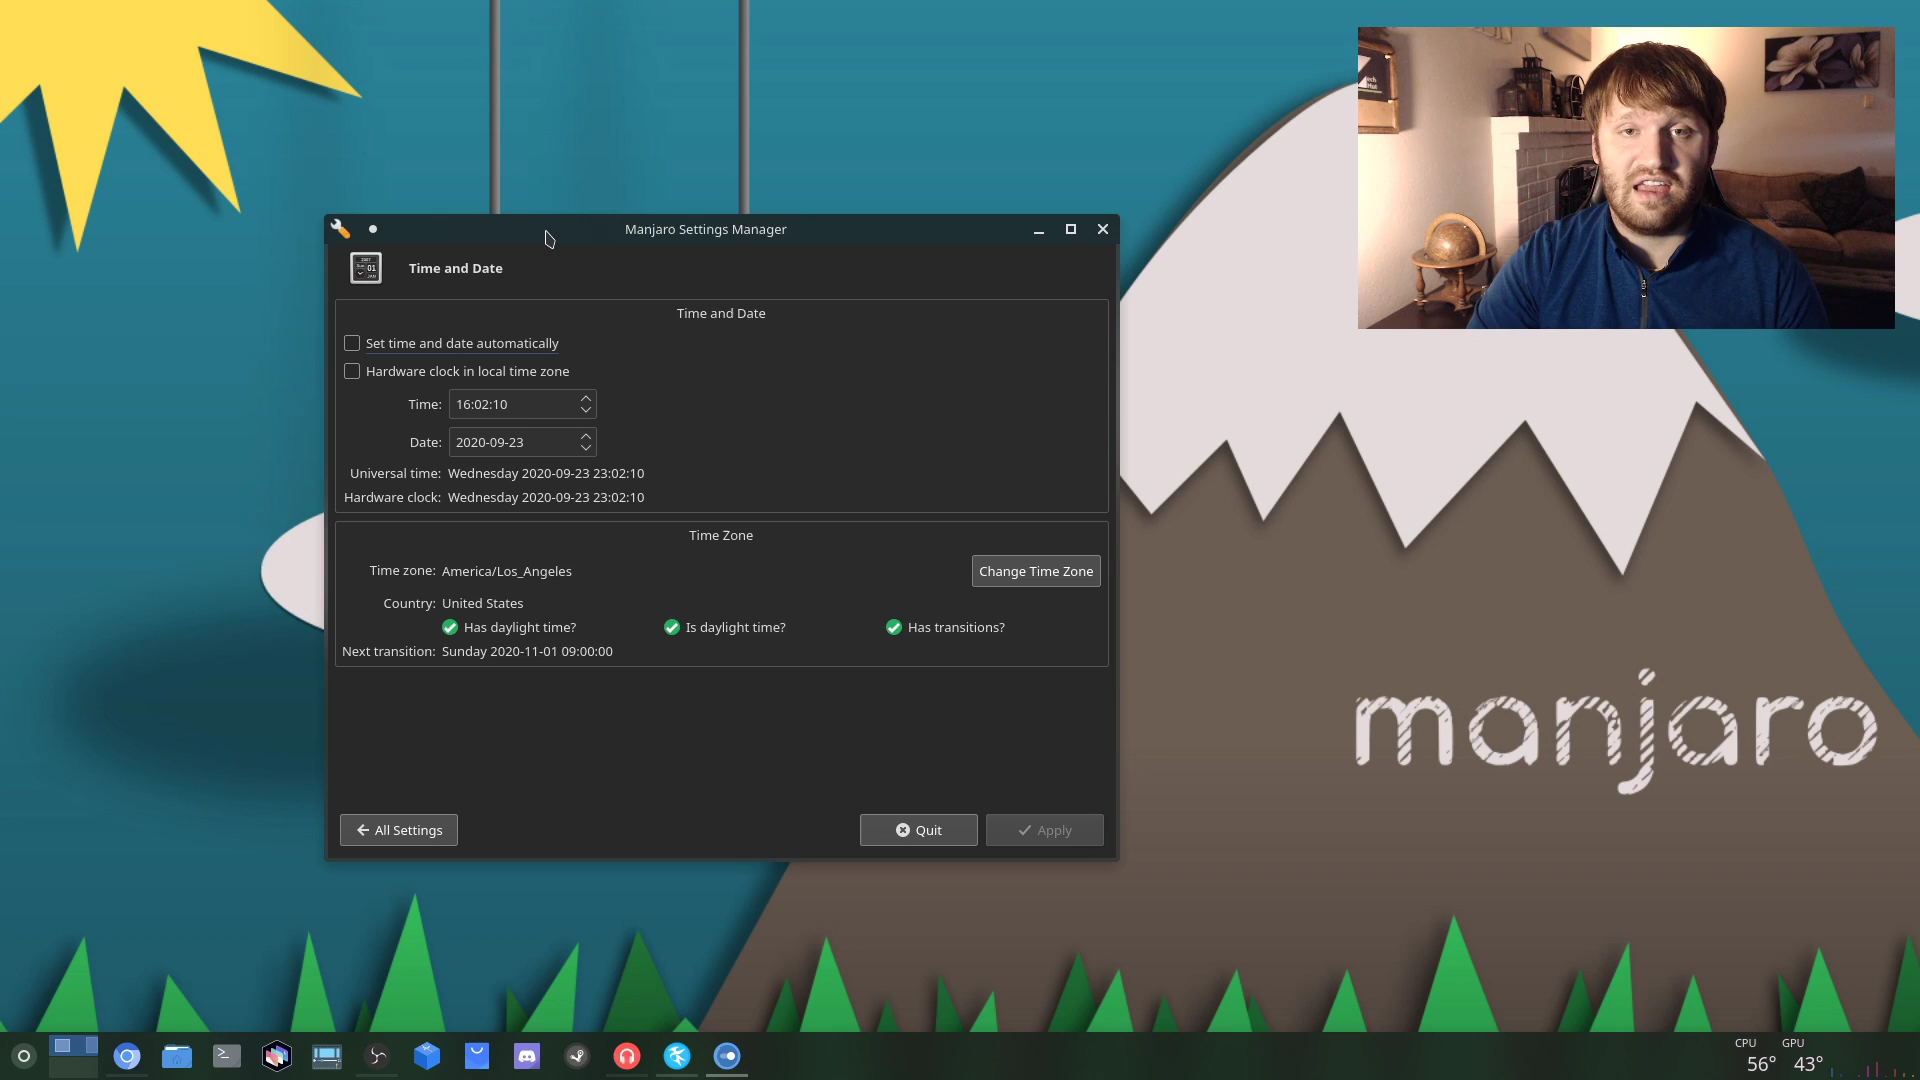 Manjaro Settings Manager
Time and Date
Time and Date
Set time and date automatically
Hardware clock in local time zone
Time: 16:02:10
Date: 2020-09-23
Universal time: Wednesday 2020-09-23 23:02:10
Hardware clock: Wednesday 2020-09-23 23:02:10
Time Zone
Time zone: America/Los_Angeles
Change Time Zone
Country: United States
Has daylight time? Is daylight time? Has transitions?
Next transition: Sunday 2020-11-01 09:00:00
All Settings Quit Apply
manjaro
CPU GPU
56° 43°